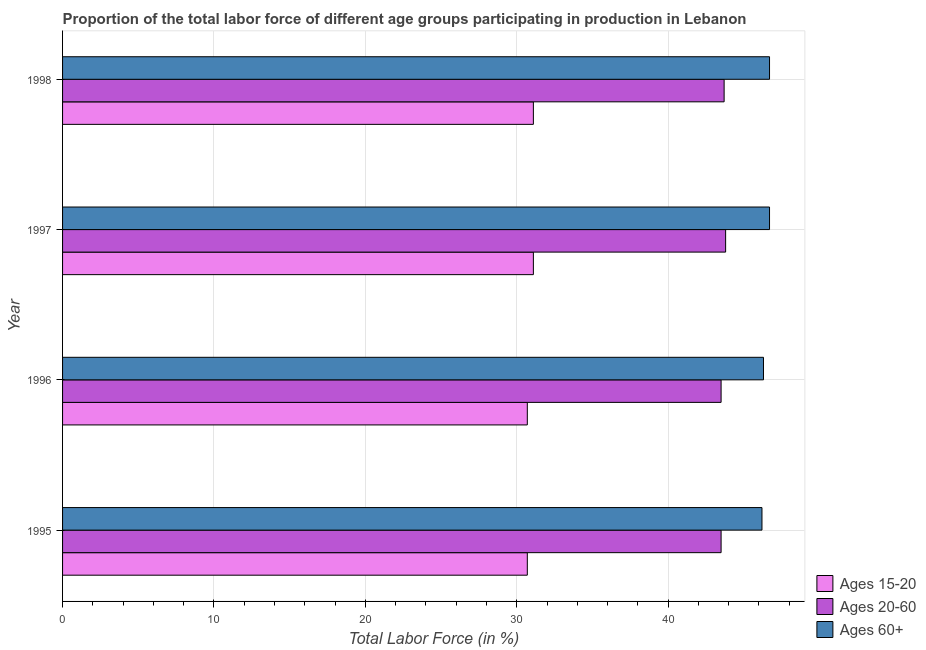 Proportion of the total labor force of different age groups participating in production in Lebanon
1998
1997
1996
1995
Year
0
10
20
30
40
Total Labor Force (in %)
Ages 15-20
Ages 20-60
Ages 60+